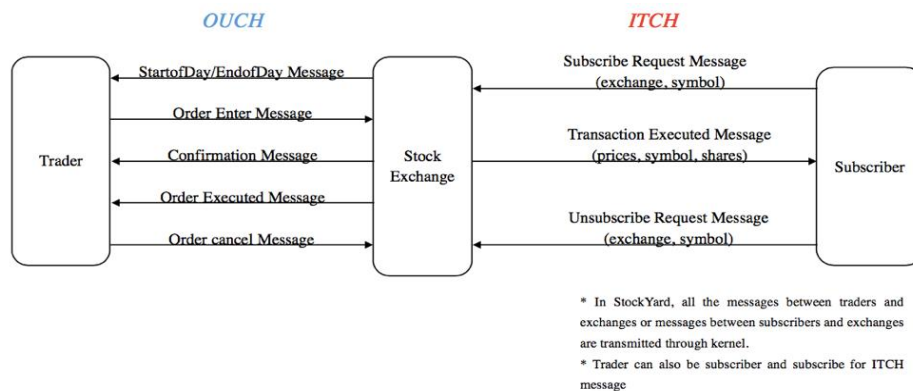 OUCH
ITCH
StartofDay/EndofDay Message
Order Enter Message
Confirmation Message
Order Executed Message
Order cancel Message
Trader
Stock
Exchange
Subscribe Request Message
(exchange, symbol)
Transaction Executed Message
(prices, symbol, shares)
Unsubscribe Request Message
(exchange, symbol)
Subscriber
* In StockYard, all the messages between traders and
exchanges or messages between subscribers and exchanges
are transmitted through kernel.
* Trader can also be subscriber and subscribe for ITCH
message